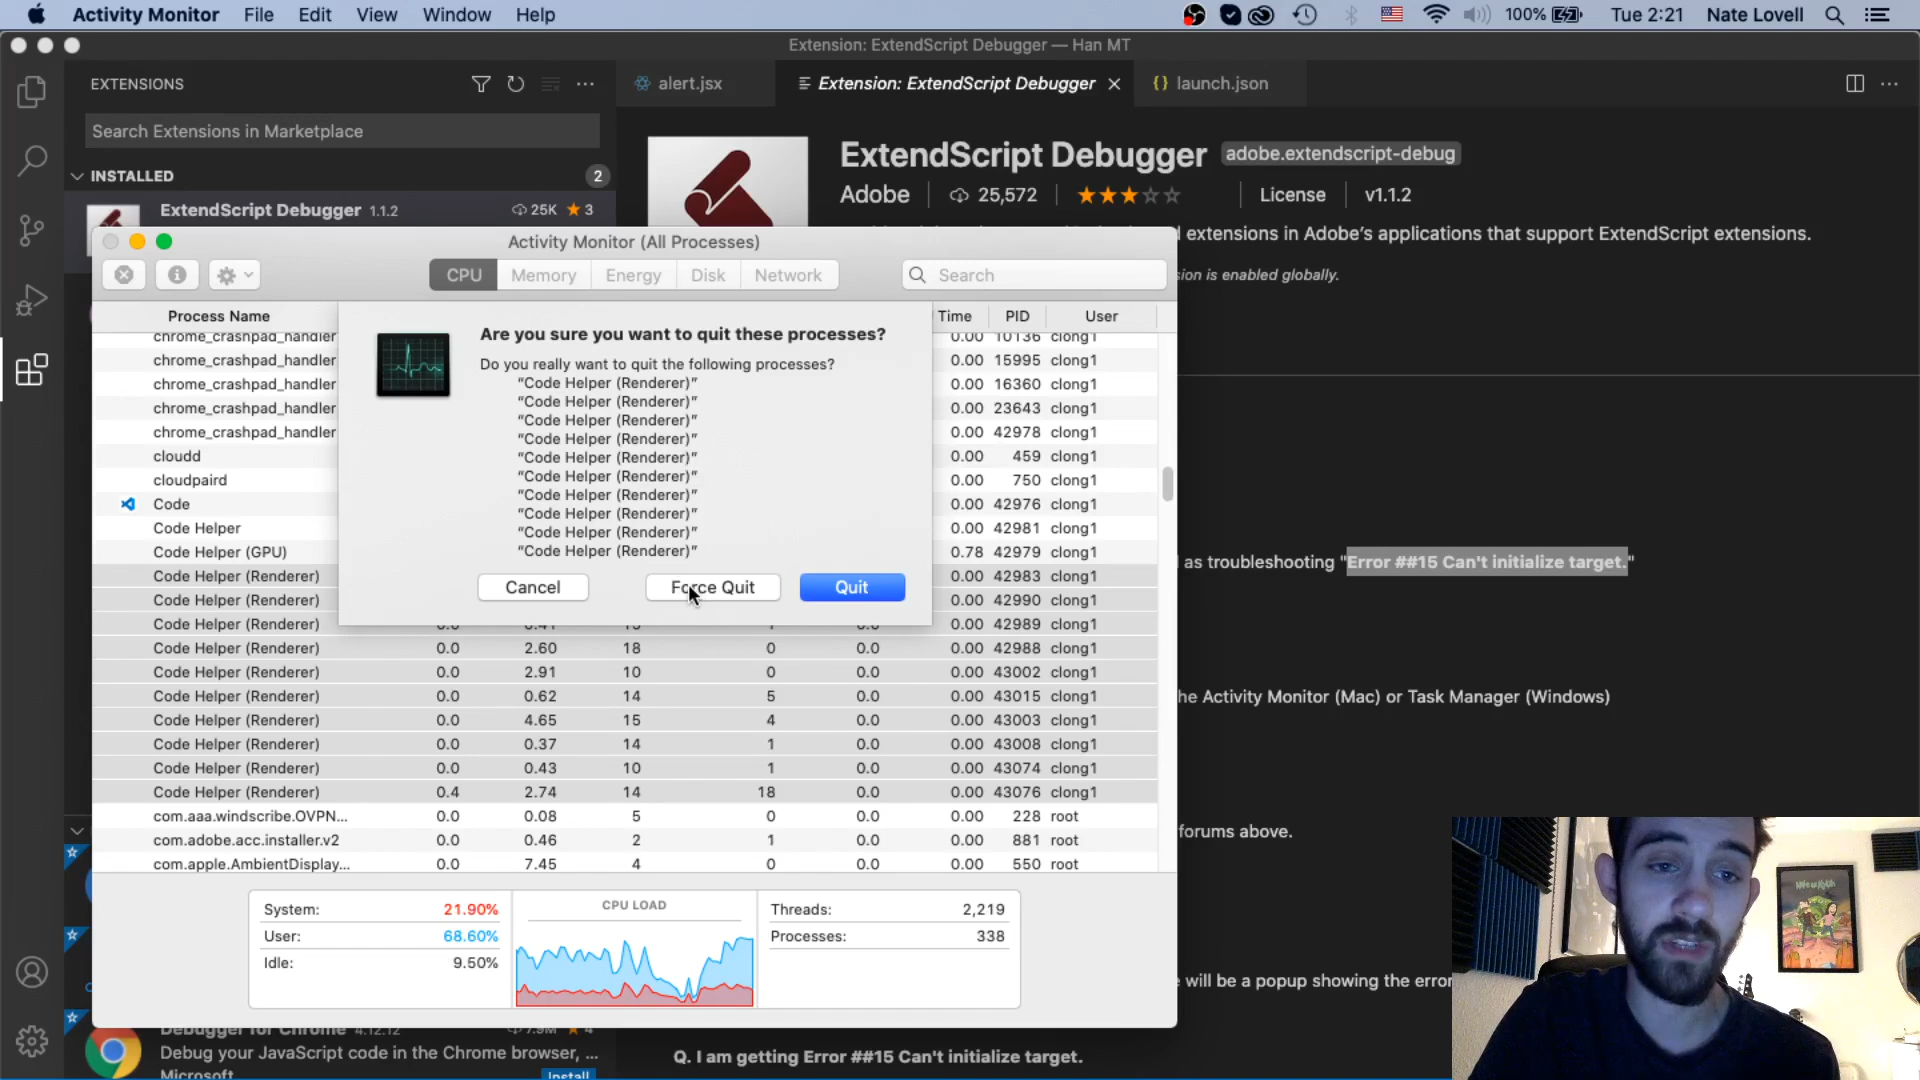 Activity Monitor File Edit View Window Help
100% Tue 2:21 Nate Lovell
Extension: ExtendScript Debugger — Han MT
EXTENSIONS
alert.jsx
Extension: ExtendScript Debugger
launch.json
Search Extensions in Marketplace
INSTALLED 2
ExtendScript Debugger 1.1.2 25K 3
ExtendScript Debugger adobe.extendscript-debug
Adobe 25,572 License v1.1.2
extensions in Adobe's applications that support ExtendScript extensions.
sion is enabled globally.
Activity Monitor (All Processes)
CPU Memory Energy Disk Network
Search
Process Name Time PID User
Are you sure you want to quit these processes?
Do you really want to quit the following processes?
"Code Helper (Renderer)"
"Code Helper (Renderer)"
"Code Helper (Renderer)"
"Code Helper (Renderer)"
"Code Helper (Renderer)"
"Code Helper (Renderer)"
"Code Helper (Renderer)"
"Code Helper (Renderer)"
"Code Helper (Renderer)"
"Code Helper (Renderer)"
Cancel Force Quit Quit
chrome_crashpad_handler 0.00 10136 clong1
chrome_crashpad_handler 0.00 15995 clong1
chrome_crashpad_handler 0.00 16360 clong1
chrome_crashpad_handler 0.00 23643 clong1
chrome_crashpad_handler 0.00 42978 clong1
cloudd 0.00 459 clong1
cloudpaird 0.00 750 clong1
Code 0.00 42976 clong1
Code Helper 0.00 42981 clong1
Code Helper (GPU) 0.78 42979 clong1
Code Helper (Renderer) 0.00 42983 clong1
Code Helper (Renderer) 0.00 42990 clong1
Code Helper (Renderer) 0.00 42989 clong1
Code Helper (Renderer) 0.0 2.60 18 0 0.0 0.00 42988 clong1
Code Helper (Renderer) 0.0 2.91 10 0 0.0 0.00 43002 clong1
Code Helper (Renderer) 0.0 0.62 14 5 0.0 0.00 43015 clong1
Code Helper (Renderer) 0.0 4.65 15 4 0.0 0.00 43003 clong1
Code Helper (Renderer) 0.0 0.37 14 1 0.0 0.00 43008 clong1
Code Helper (Renderer) 0.0 0.43 10 1 0.0 0.00 43074 clong1
Code Helper (Renderer) 0.4 2.74 14 18 0.0 0.00 43076 clong1
com.aaa.windscribe.OVPN... 0.0 0.08 5 0 0.0 0.00 228 root
com.adobe.acc.installer.v2 0.0 0.46 2 1 0.0 0.00 881 root
com.apple.AmbientDisplay... 0.0 7.45 4 0 0.0 0.00 550 root
System: 21.90%
User: 68.60%
Idle: 9.50%
CPU LOAD
Threads: 2,219
Processes: 338
as troubleshooting "Error ##15 Can't initialize target."
he Activity Monitor (Mac) or Task Manager (Windows)
forums above.
will be a popup showing the error
Q. I am getting Error ##15 Can't initialize target.
Debugger for Chrome 4.12.12 7.9M 4
Debug your JavaScript code in the Chrome browser, ...
Microsoft
Install